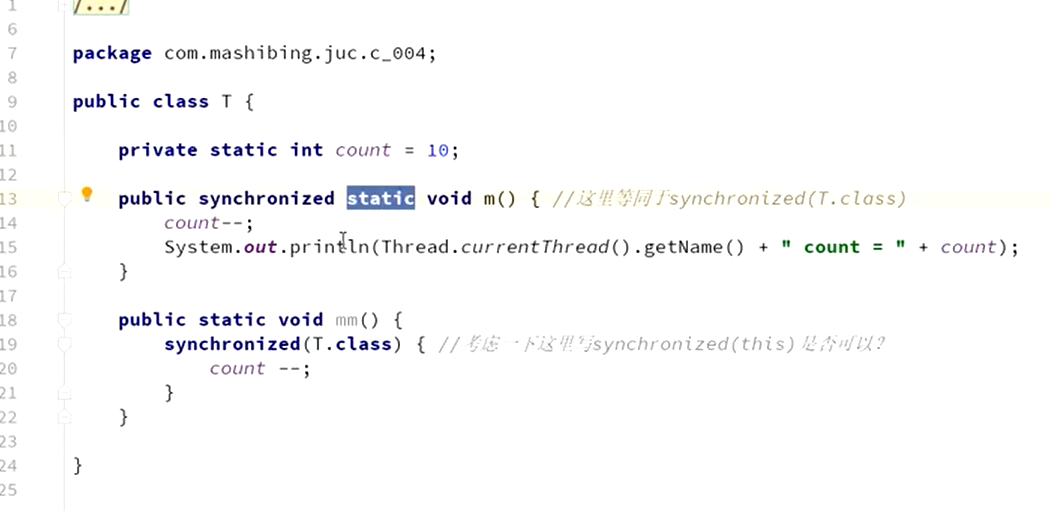 1 /.../
6
7 package com.mashibing.juc.c_004;
8
9 public class T {
10
11 private static int count = 10;
12
13 public synchronized static void m() { //这里等同于synchronized(T.class)
14 count--;
15 System.out.println(Thread.currentThread().getName() + " count = " + count);
16 }
17
18 public static void mm() {
19 synchronized(T.class) { //考虑一下这里写synchronized(this)是否可以?
20 count --;
21 }
22 }
23
24 }
25